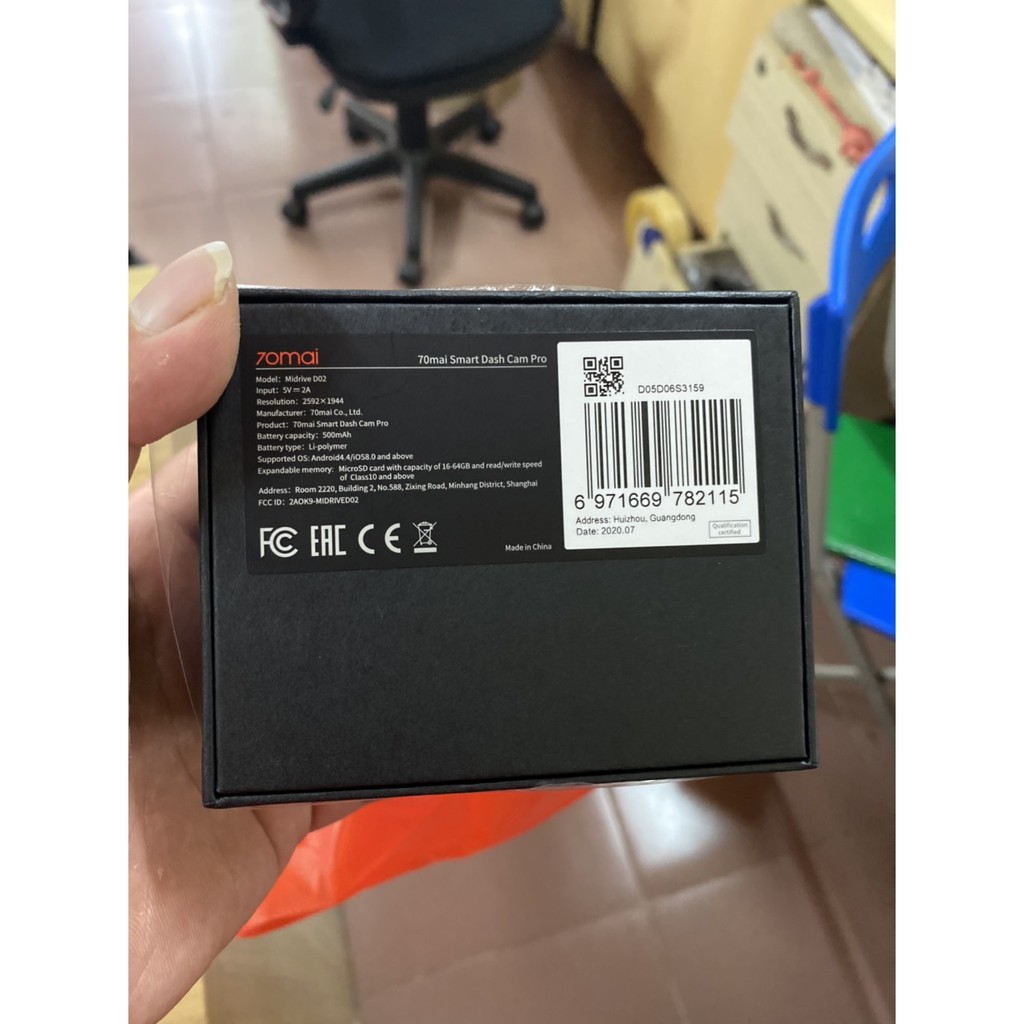 70mai
70mai Smart Dash Cam Pro
Model: Midrive D02
Input: 5V⎓2A
Resolution: 2592×1944
Manufacturer: 70mai Co., Ltd.
Product: 70mai Smart Dash Cam Pro
Battery capacity: 500mAh
Battery type: Li-polymer
Supported OS: Android4.4/iOS8.0 and above
Expandable memory: MicroSD card with capacity of 16-64GB and read/write speed
of Class10 and above
Address: Room 2220, Building 2, No.588, Zixing Road, Minhang District, Shanghai
FCC ID: 2AOK9-MIDRIVED02
FC EAC CE
Made in China
D05D06S3159
6 971669 782115
Address: Huizhou, Guangdong
Date: 2020.07
Qualification
certified